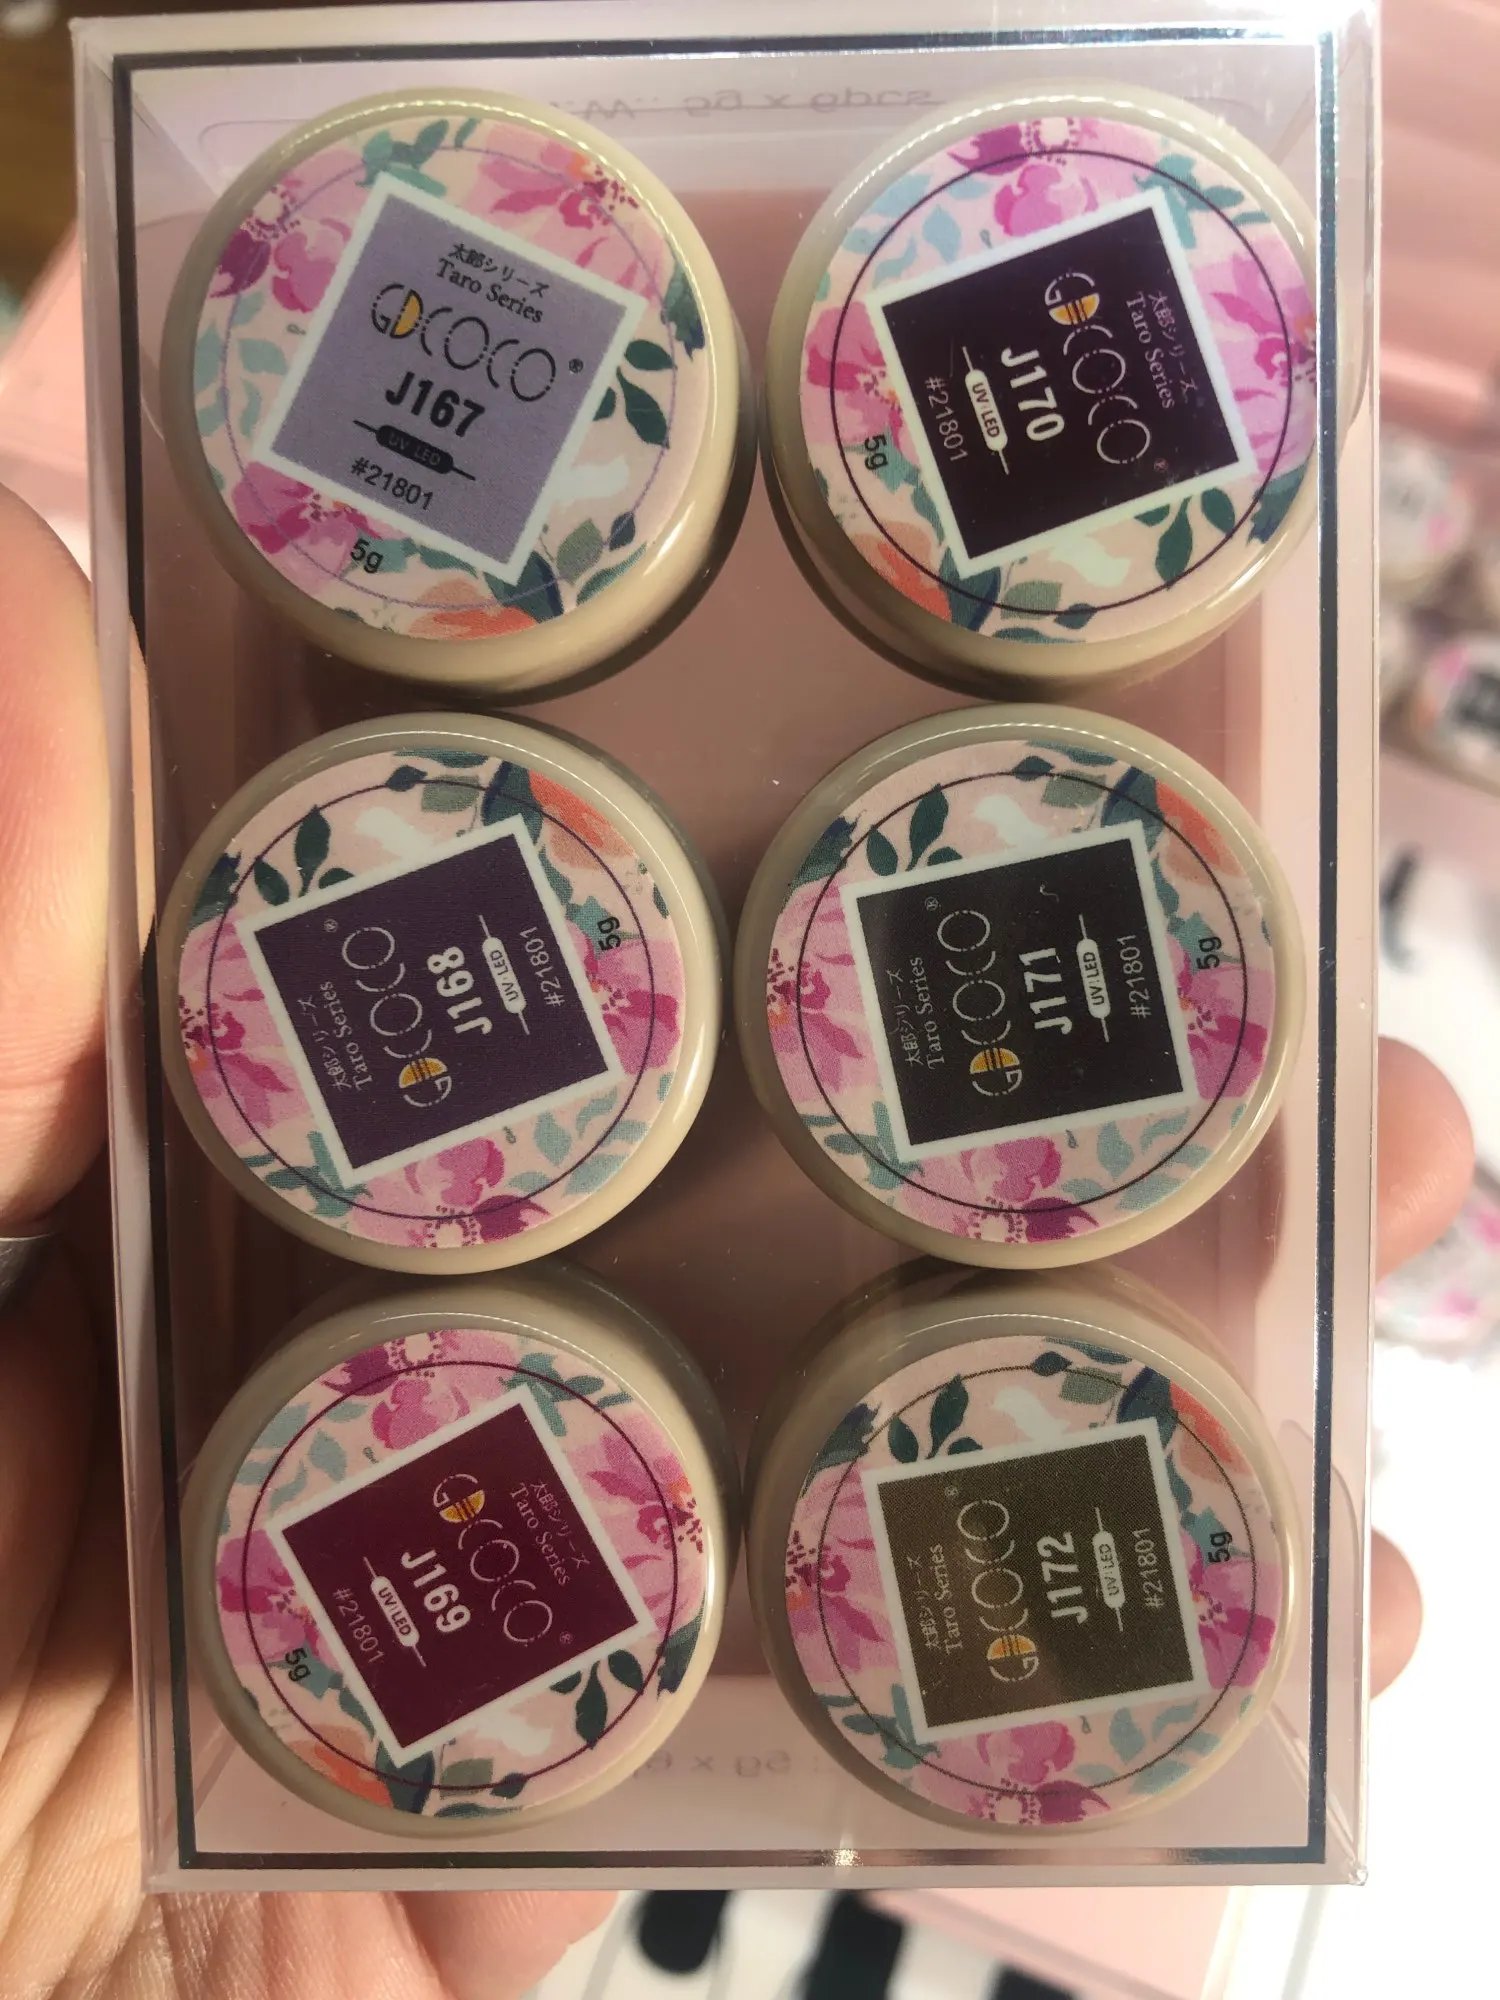 太郎シリーズ
Taro Series
GDCOCO®
J167
UV/LED
#21801
5g
太郎シリーズ
Taro Series
GDCOCO®
J170
UV/LED
#21801
5g
太郎シリーズ
Taro Series
GDCOCO®
J168
UV/LED
#21801
5g
太郎シリーズ
Taro Series
GDCOCO®
J171
UV/LED
#21801
5g
太郎シリーズ
Taro Series
GDCOCO®
J169
UV/LED
#21801
5g
太郎シリーズ
Taro Series
GDCOCO®
J172
UV/LED
#21801
5g